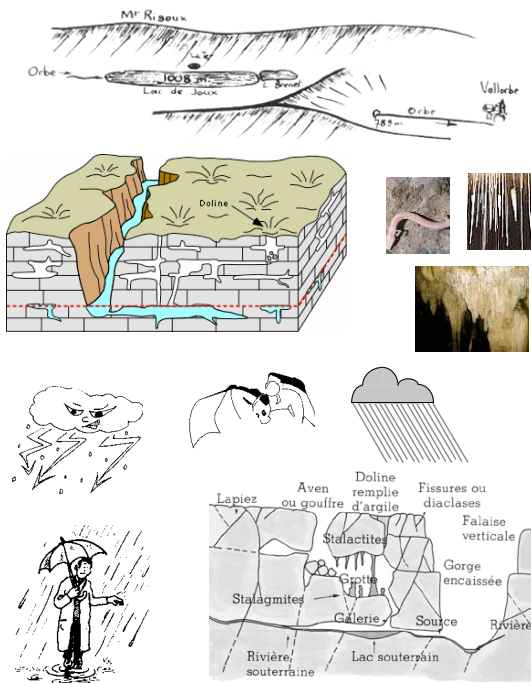 Mt Risoux
Orbe
1008 m.
Lac de Joux
L. Brenet
Vallorbe
Orbe
789 m
Doline
Lapiez
Aven
ou gouffre
Doline
remplie
d'argile
Fissures ou
diaclases
Falaise
verticale
Stalactites
Gorge
encaissée
Grotte
Stalagmites
Galerie
Source
Rivière
Rivière
souterraine
Lac souterrain